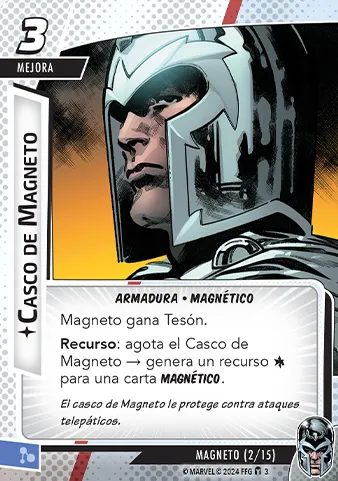 3
MEJORA
CASCO DE MAGNETO
ARMADURA • MAGNÉTICO
Magneto gana Tesón.
Recurso: agota el Casco de
Magneto → genera un recurso
para una carta MAGNÉTICO.
El casco de Magneto le protege contra ataques
telepáticos.
MAGNETO (2/15)
© MARVEL © 2024 FFG 3